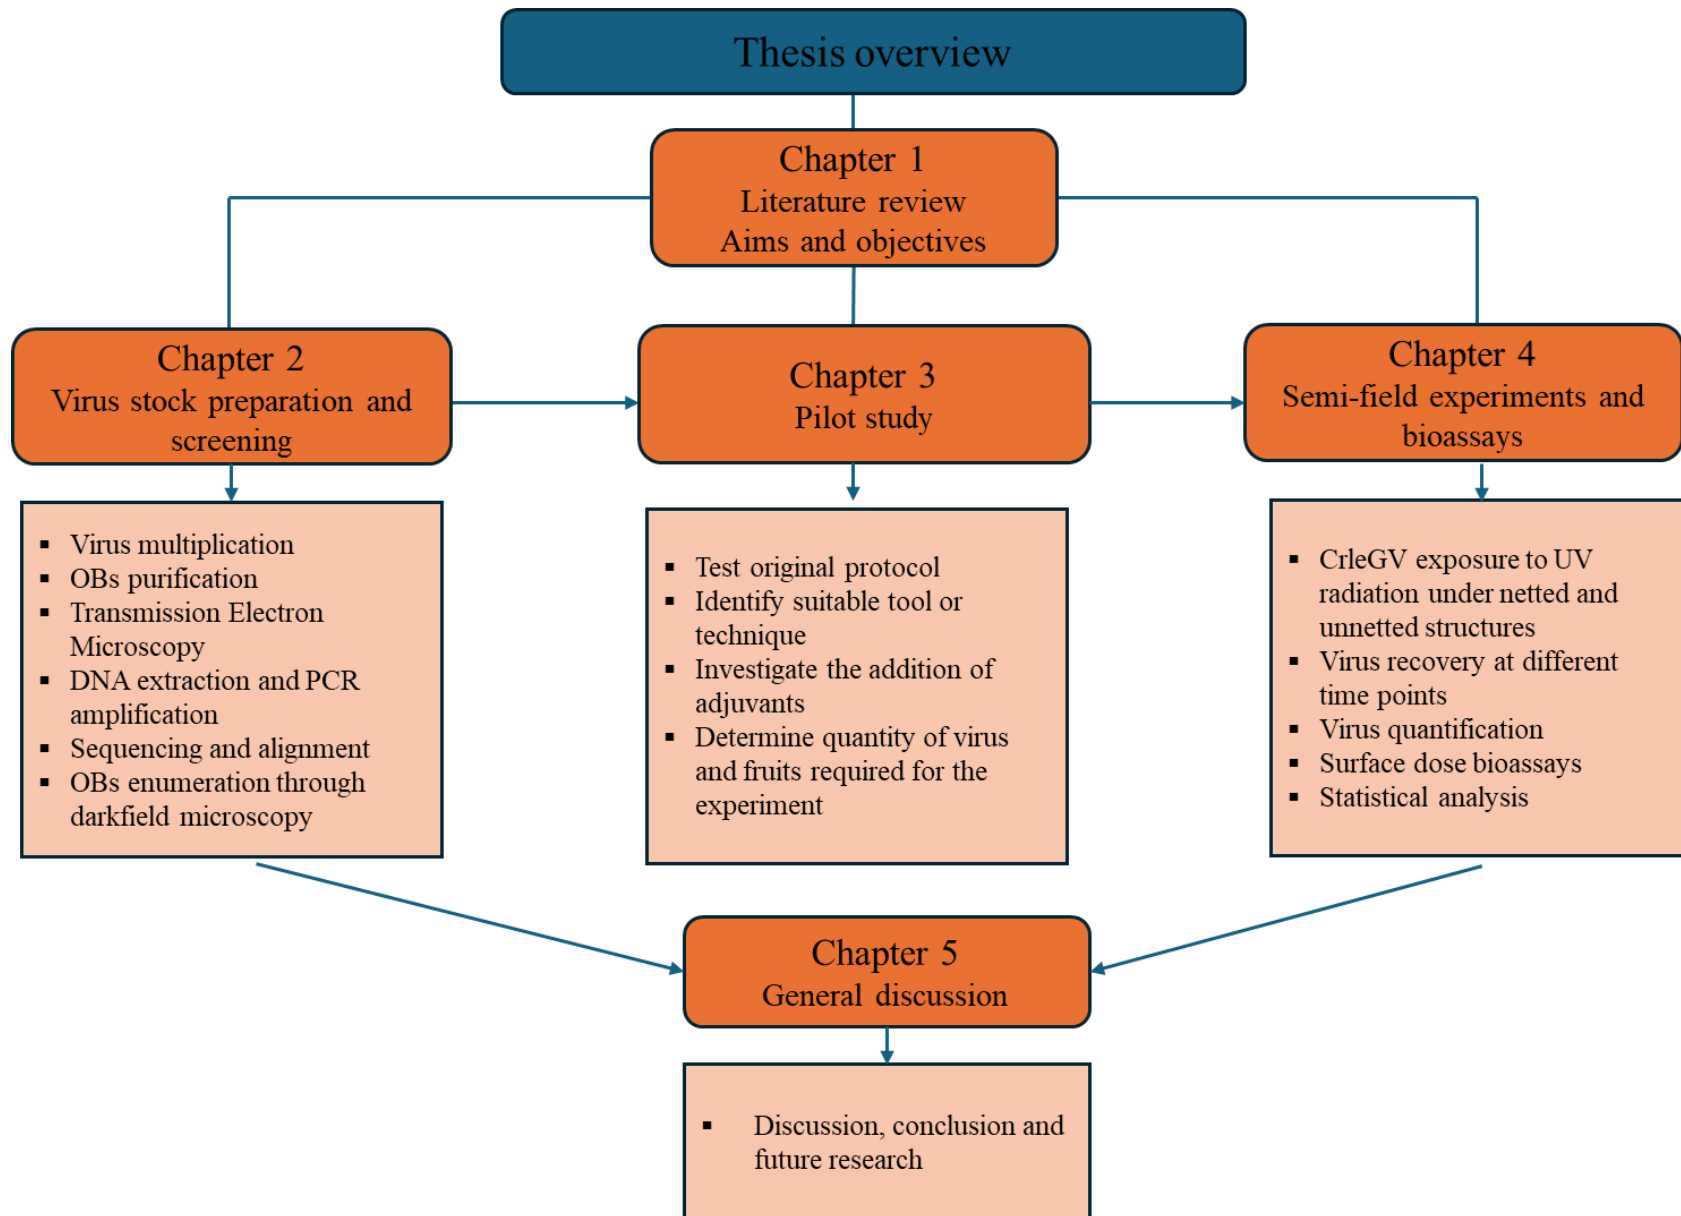 Thesis overview
Chapter 1
Literature review
Aims and objectives
Chapter 2
Virus stock preparation and
screening
Chapter 3
Pilot study
Chapter 4
Semi-field experiments and
bioassays
▪ Virus multiplication
▪ OBs purification
▪ Transmission Electron
Microscopy
▪ DNA extraction and PCR
amplification
▪ Sequencing and alignment
▪ OBs enumeration through
darkfield microscopy
▪ Test original protocol
▪ Identify suitable tool or
technique
▪ Investigate the addition of
adjuvants
▪ Determine quantity of virus
and fruits required for the
experiment
▪ CrleGV exposure to UV
radiation under netted and
unnetted structures
▪ Virus recovery at different
time points
▪ Virus quantification
▪ Surface dose bioassays
▪ Statistical analysis
Chapter 5
General discussion
▪ Discussion, conclusion and
future research